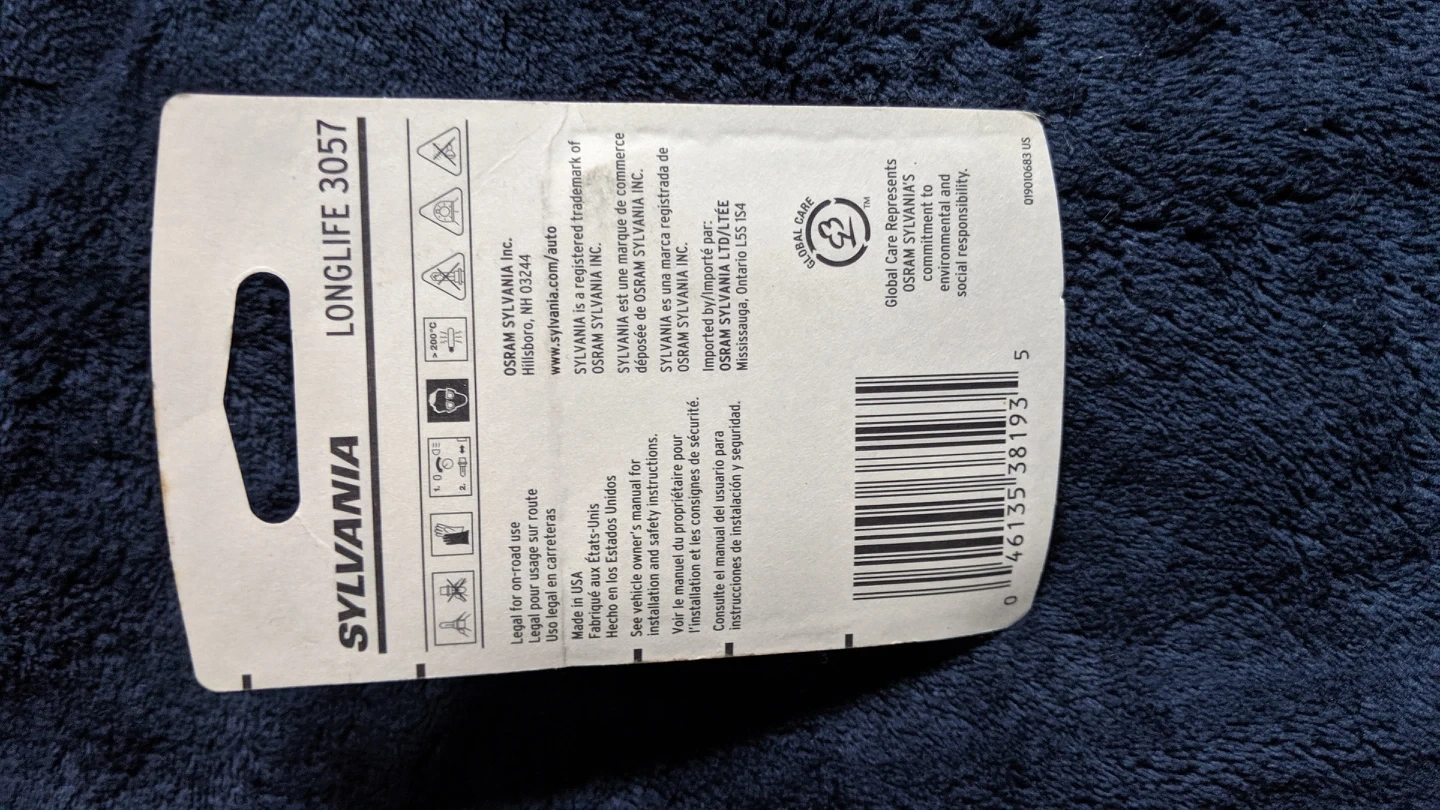 SYLVANIA LONGLIFE 3057
1. 0
2.
>200°C
Legal for on-road use
Legal pour usage sur route
Uso legal en carreteras
Made in USA
Fabriqué aux États-Unis
Hecho en los Estados Unidos
See vehicle owner's manual for
installation and safety instructions.
Voir le manuel du propriétaire pour
l'installation et les consignes de sécurité.
Consulte el manual del usuario para
instrucciones de instalación y seguridad.
OSRAM SYLVANIA Inc.
Hillsboro, NH 03244
www.sylvania.com/auto
SYLVANIA is a registered trademark of
OSRAM SYLVANIA INC.
SYLVANIA est une marque de commerce
déposée de OSRAM SYLVANIA INC.
SYLVANIA es una marca registrada de
OSRAM SYLVANIA INC.
Imported by/Importé par:
OSRAM SYLVANIA LTD/LTÉE
Mississauga, Ontario L5S 1S4
0 46135 38193 5
GLOBAL CARE
TM
Global Care Represents
OSRAM SYLVANIA'S
commitment to
environmental and
social responsibility.
019010683 US